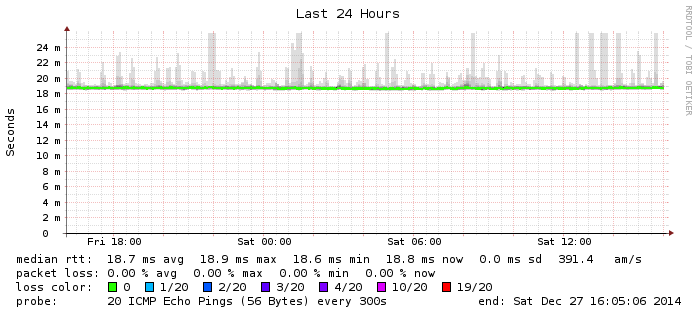 Last 24 Hours
RRDTOOL / TOBI OETIKER
Seconds
24 m
22 m
20 m
18 m
16 m
14 m
12 m
10 m
8 m
6 m
4 m
2 m
0
Fri 18:00 Sat 00:00 Sat 06:00 Sat 12:00
median rtt: 18.7 ms avg 18.9 ms max 18.6 ms min 18.8 ms now 0.0 ms sd 391.4 am/s
packet loss: 0.00 % avg 0.00 % max 0.00 % min 0.00 % now
loss color: 0 1/20 2/20 3/20 4/20 10/20 19/20
probe: 20 ICMP Echo Pings (56 Bytes) every 300s end: Sat Dec 27 16:05:06 2014